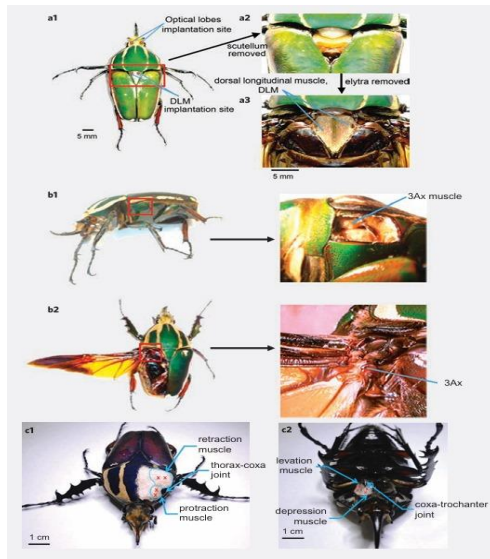 a1
Optical lobes
implantation site
DLM
implantation site
5 mm
a2
scutellum
removed
dorsal longitudinal muscle,
DLM
elytra removed
a3
5 mm
b1
3Ax muscle
b2
3Ax
c1
retraction
muscle
thorax-coxa
joint
protraction
muscle
1 cm
c2
levation
muscle
depression
muscle
coxa-trochanter
joint
1 cm